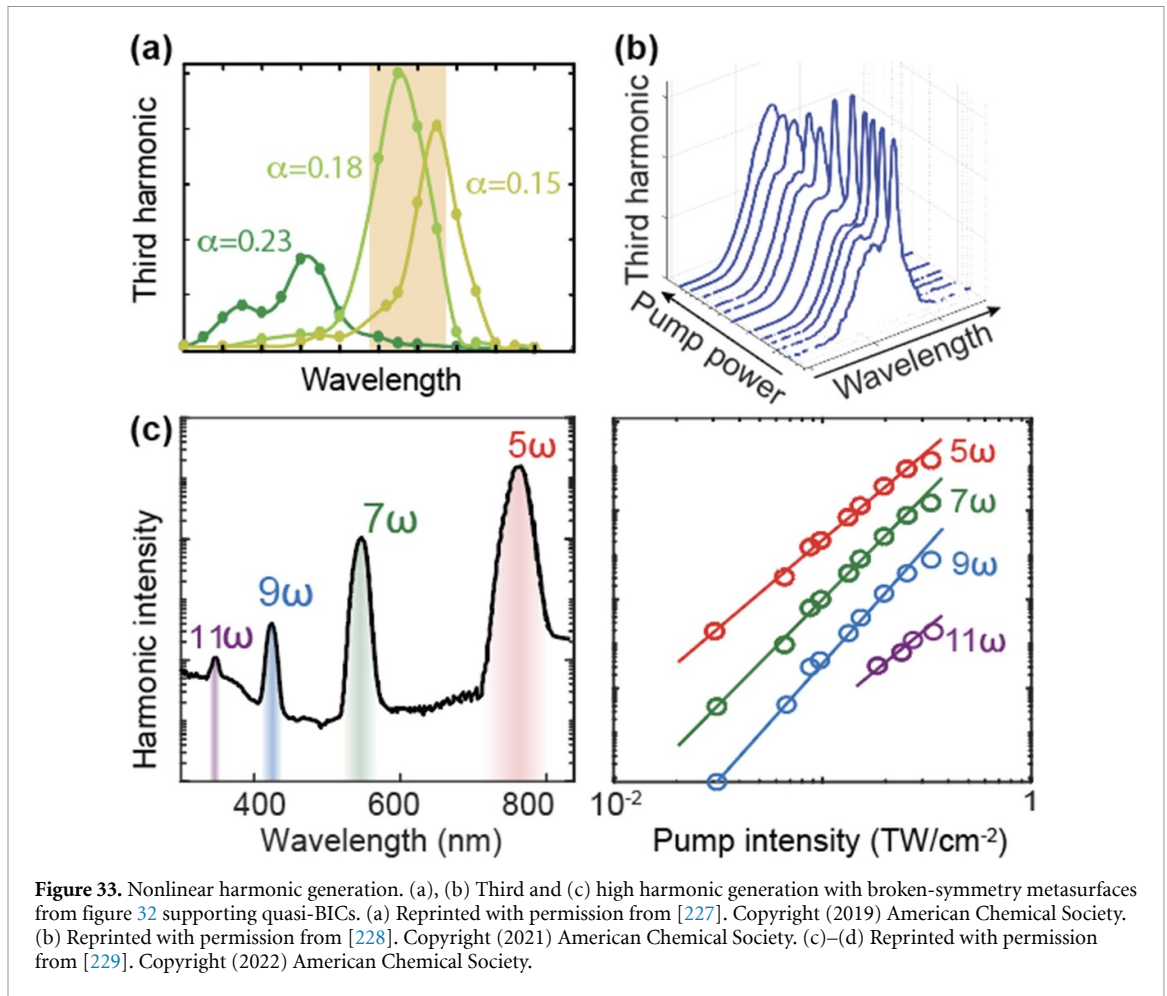 (a)
Third harmonic
α=0.18
α=0.15
α=0.23
Wavelength
(b)
Third harmonic
Pump power
Wavelength
(c)
Harmonic intensity
5ω
7ω
9ω
11ω
400
600
800
Wavelength (nm)
5ω
7ω
9ω
11ω
10-2
1
Pump intensity (TW/cm-2)
Figure 33. Nonlinear harmonic generation. (a), (b) Third and (c) high harmonic generation with broken-symmetry metasurfaces
from figure 32 supporting quasi-BICs. (a) Reprinted with permission from [227]. Copyright (2019) American Chemical Society.
(b) Reprinted with permission from [228]. Copyright (2021) American Chemical Society. (c)–(d) Reprinted with permission
from [229]. Copyright (2022) American Chemical Society.